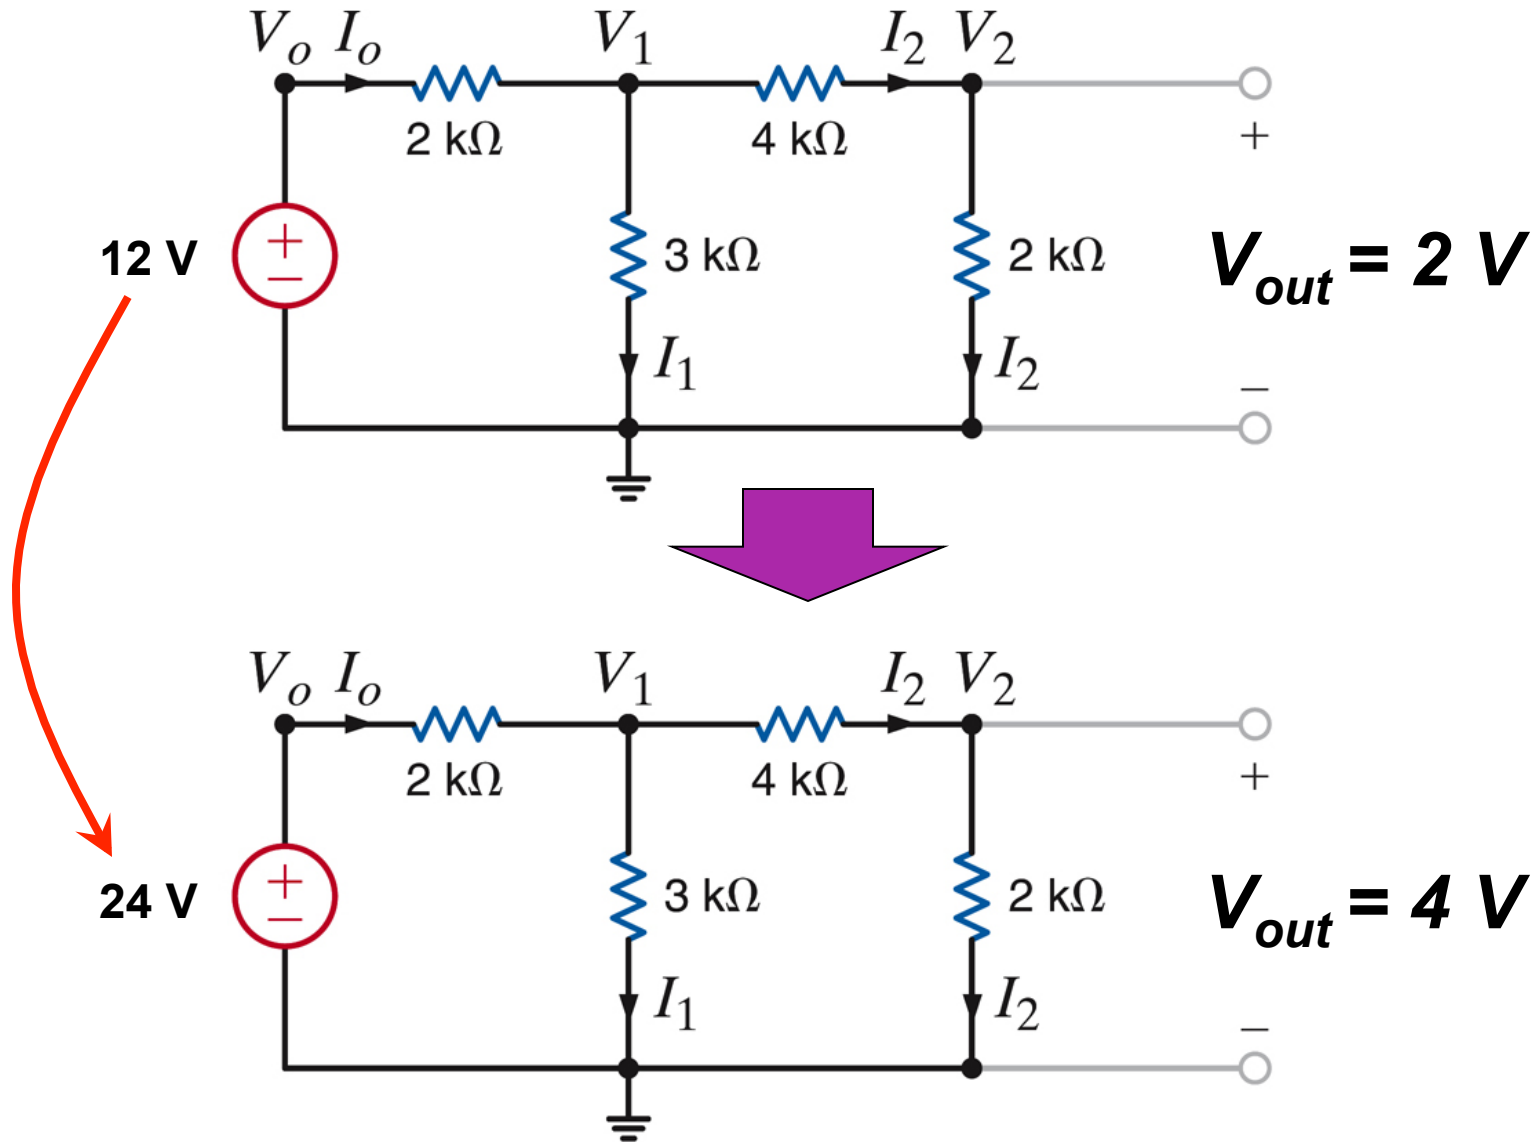 Vo Io V1 I2 V2
2 kΩ 4 kΩ
+
12 V + − 3 kΩ 2 kΩ Vout = 2 V
I1 I2
−
Vo Io V1 I2 V2
2 kΩ 4 kΩ
+
24 V + − 3 kΩ 2 kΩ Vout = 4 V
I1 I2
−